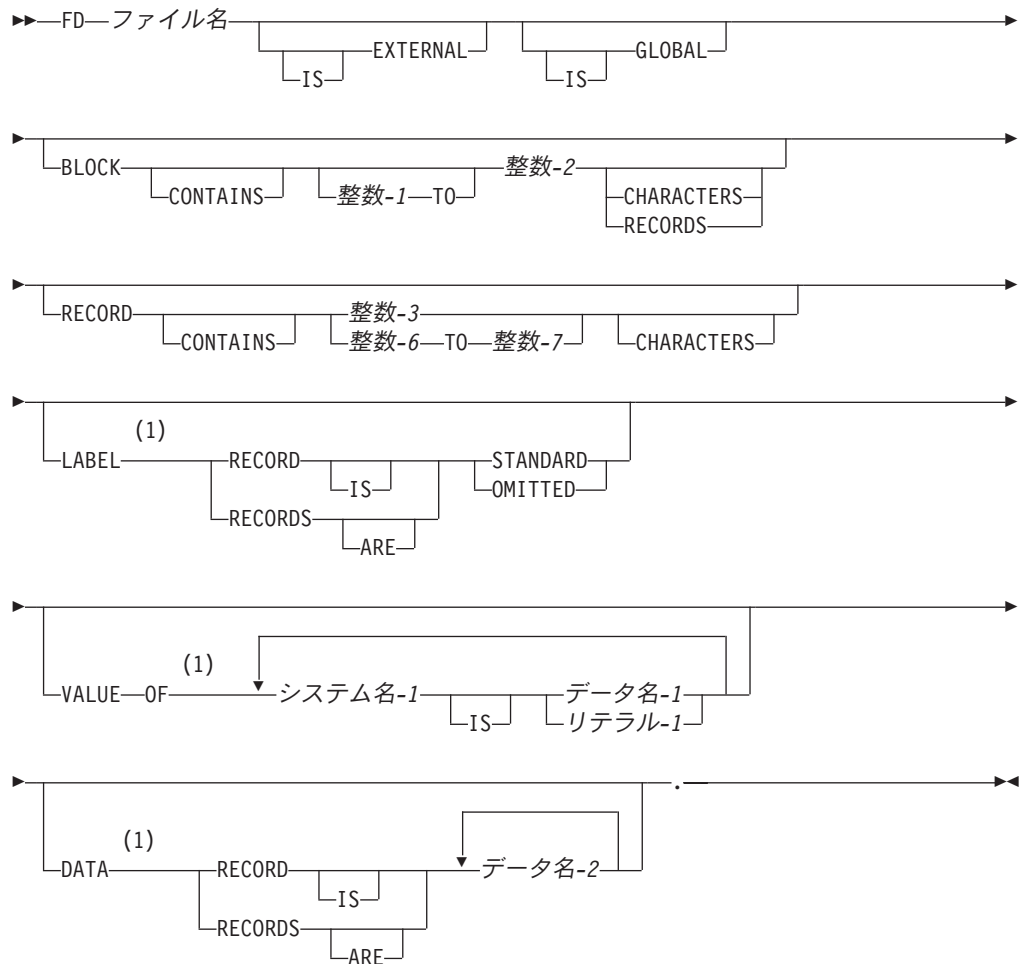 FD ファイル名 EXTERNAL GLOBAL
IS IS
BLOCK 整数-2
CONTAINS 整数-1 TO CHARACTERS
RECORDS
RECORD 整数-3
CONTAINS 整数-6 TO 整数-7 CHARACTERS
(1)
LABEL RECORD STANDARD
IS OMITTED
RECORDS
ARE
(1)
VALUE OF システム名-1 データ名-1
IS リテラル-1
.
(1)
DATA RECORD データ名-2
IS
RECORDS
ARE